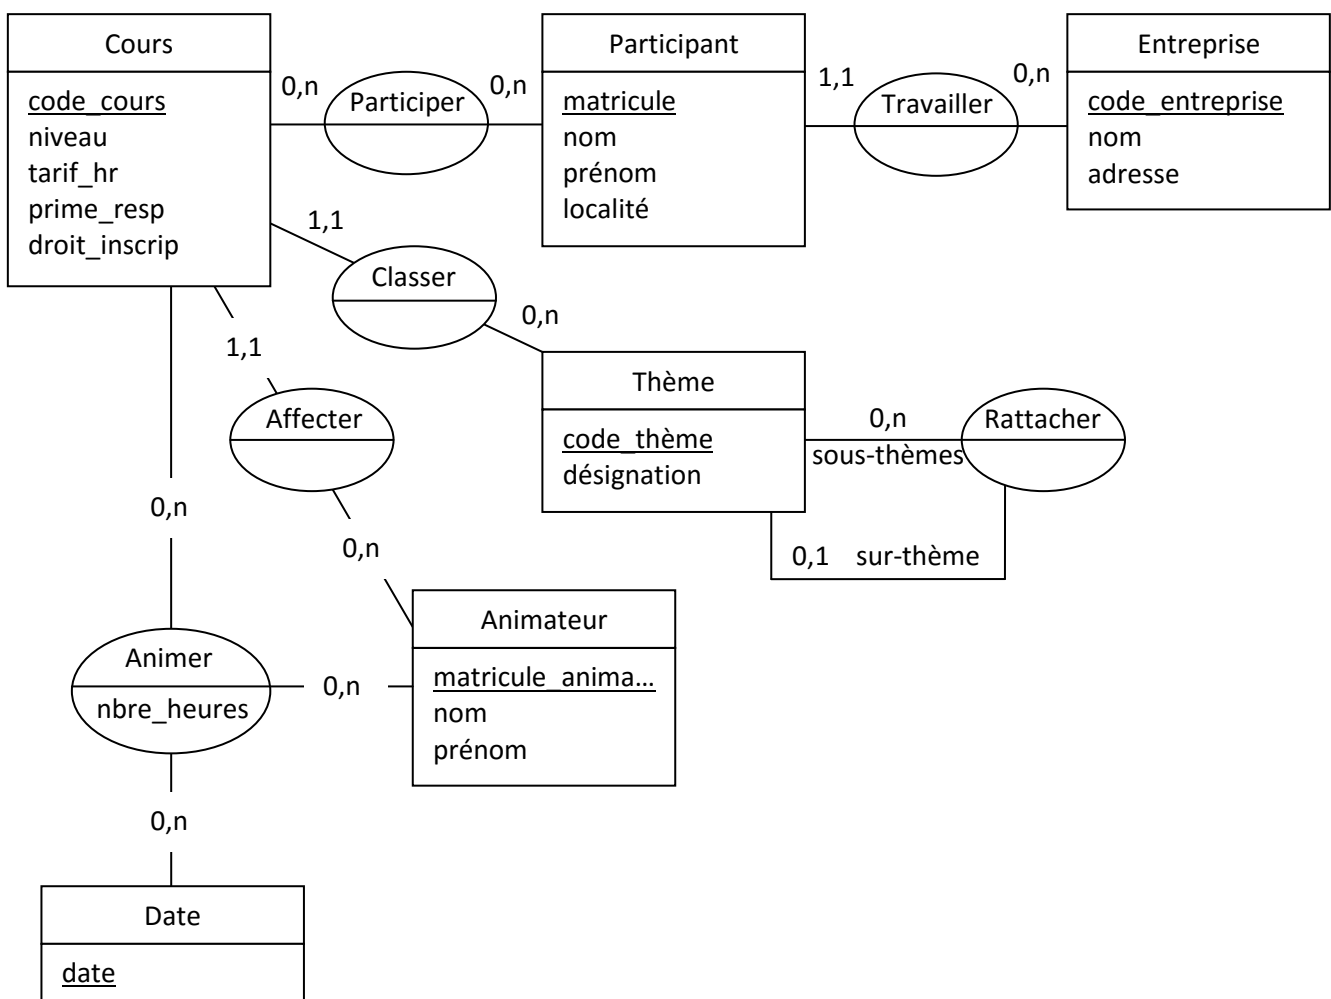 Cours
code_cours
niveau
tarif_hr
prime_resp
droit_inscrip
0,n
Participer
0,n
Participant
matricule
nom
prénom
localité
1,1
Travailler
0,n
Entreprise
code_entreprise
nom
adresse
1,1
Classer
0,n
1,1
Affecter
0,n
Thème
code_thème
désignation
0,n
sous-thèmes
Rattacher
0,1 sur-thème
0,n
Animer
nbre_heures
0,n
Animateur
matricule_anima...
nom
prénom
0,n
Date
date